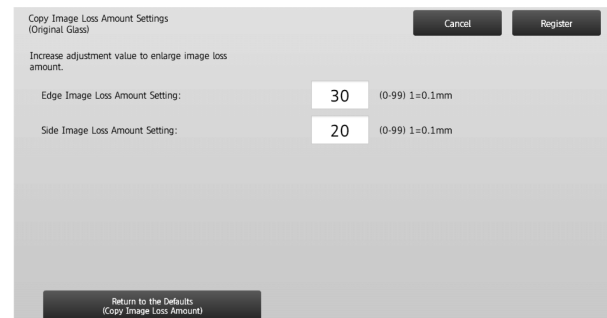 Copy Image Loss Amount Settings
(Original Glass)
Cancel
Register
Increase adjustment value to enlarge image loss
amount.
Edge Image Loss Amount Setting: 30 (0-99) 1=0.1mm
Side Image Loss Amount Setting: 20 (0-99) 1=0.1mm
Return to the Defaults
(Copy Image Loss Amount)